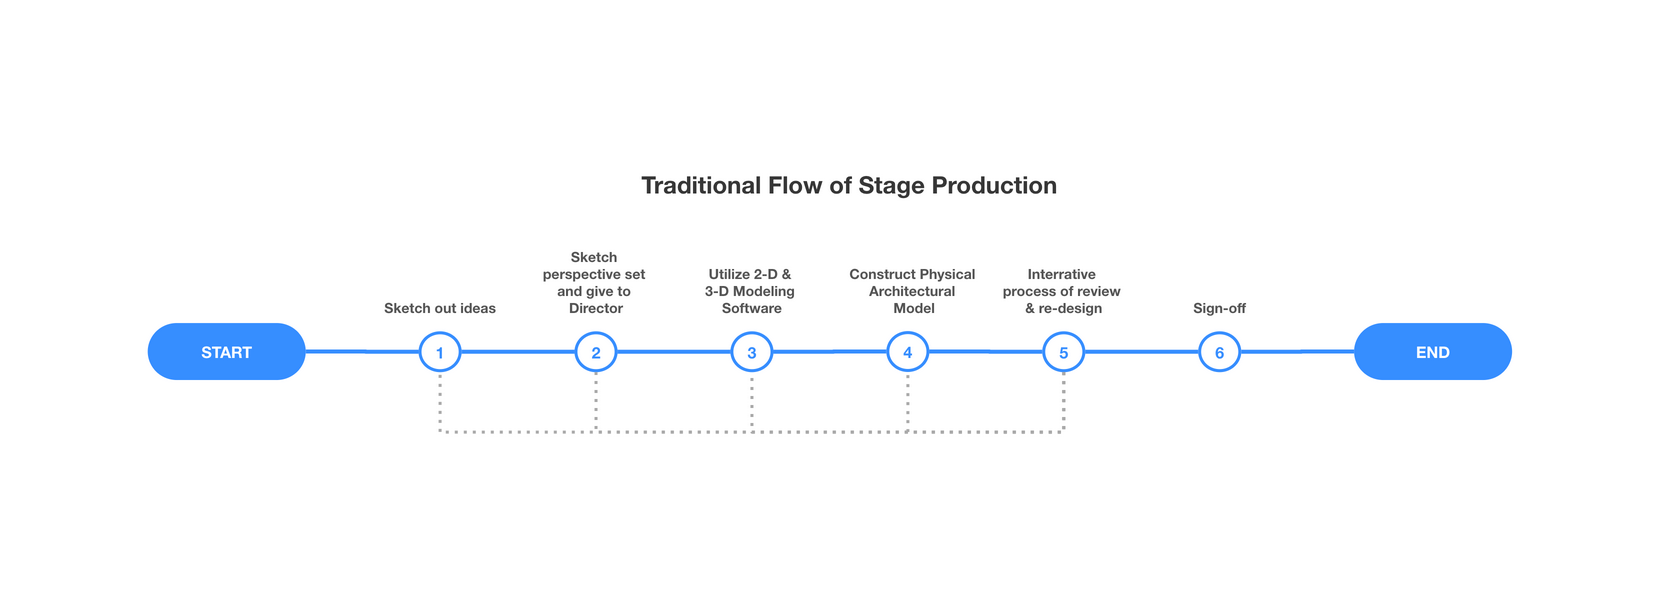 Traditional Flow of Stage Production
Sketch out ideas
Sketch
perspective set
and give to
Director
Utilize 2-D &
3-D Modeling
Software
Construct Physical
Architectural
Model
Interrative
process of review
& re-design
Sign-off
START
1
2
3
4
5
6
END